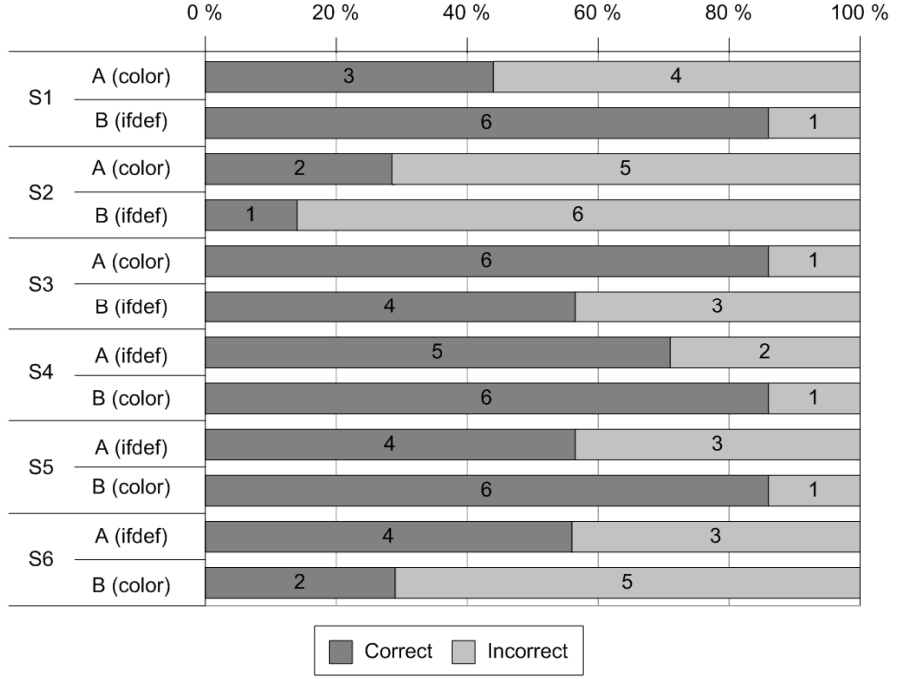 0 % 20 % 40 % 60 % 80 % 100 %
S1
A (color) 3 4
B (ifdef) 6 1
S2
A (color) 2 5
B (ifdef) 1 6
S3
A (color) 6 1
B (ifdef) 4 3
S4
A (ifdef) 5 2
B (color) 6 1
S5
A (ifdef) 4 3
B (color) 6 1
S6
A (ifdef) 4 3
B (color) 2 5
Correct Incorrect